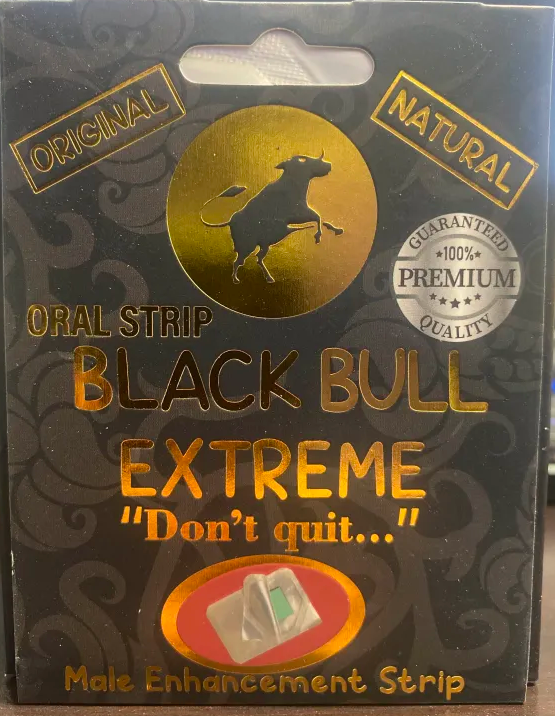 ORIGINAL
NATURAL
GUARANTEED
100%
PREMIUM
QUALITY
ORAL STRIP
BLACK BULL
EXTREME
"Don't quit..."
Male Enhancement Strip